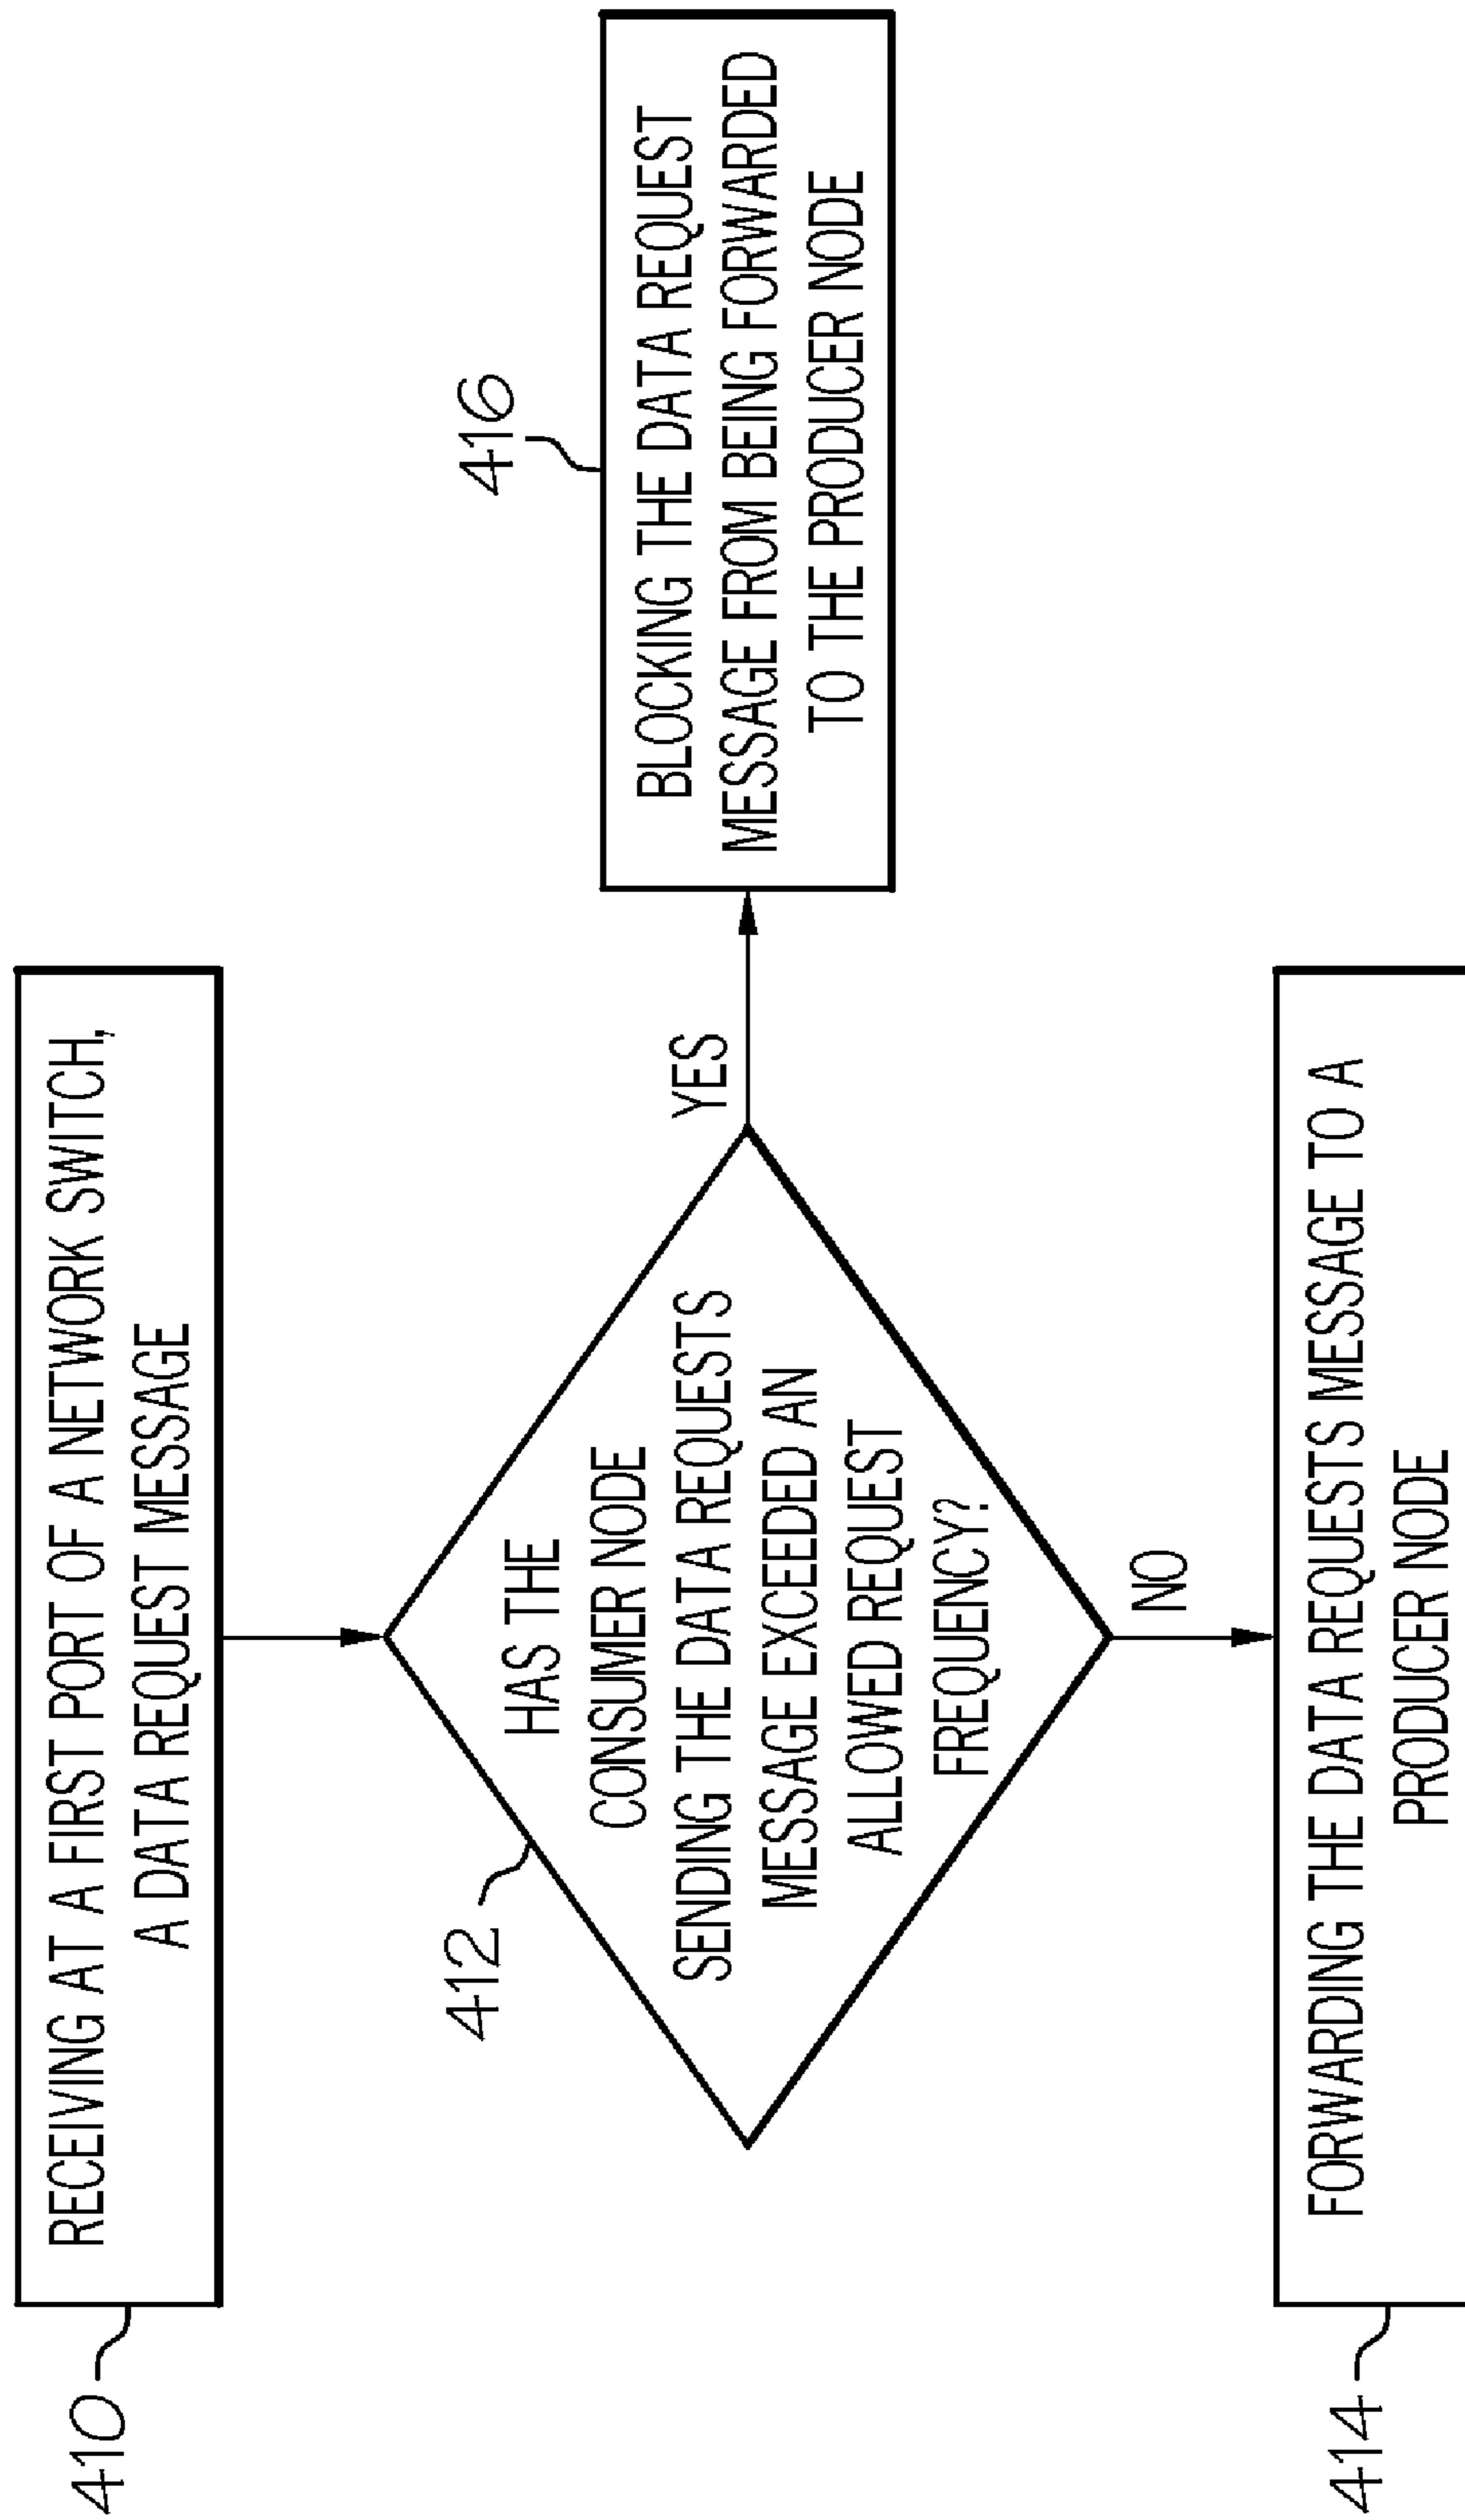 410
RECEIVING AT A FIRST PORT OF A NETWORK SWITCH,
A DATA REQUEST MESSAGE
412
HAS THE
CONSUMER NODE
SENDING THE DATA REQUESTS
MESSAGE EXCEEDED AN
ALLOWED REQUEST
FREQUENCY?
YES
416
BLOCKING THE DATA REQUEST
MESSAGE FROM BEING FORWARDED
TO THE PRODUCER NODE
NO
414
FORWARDING THE DATA REQUESTS MESSAGE TO A
PRODUCER NODE